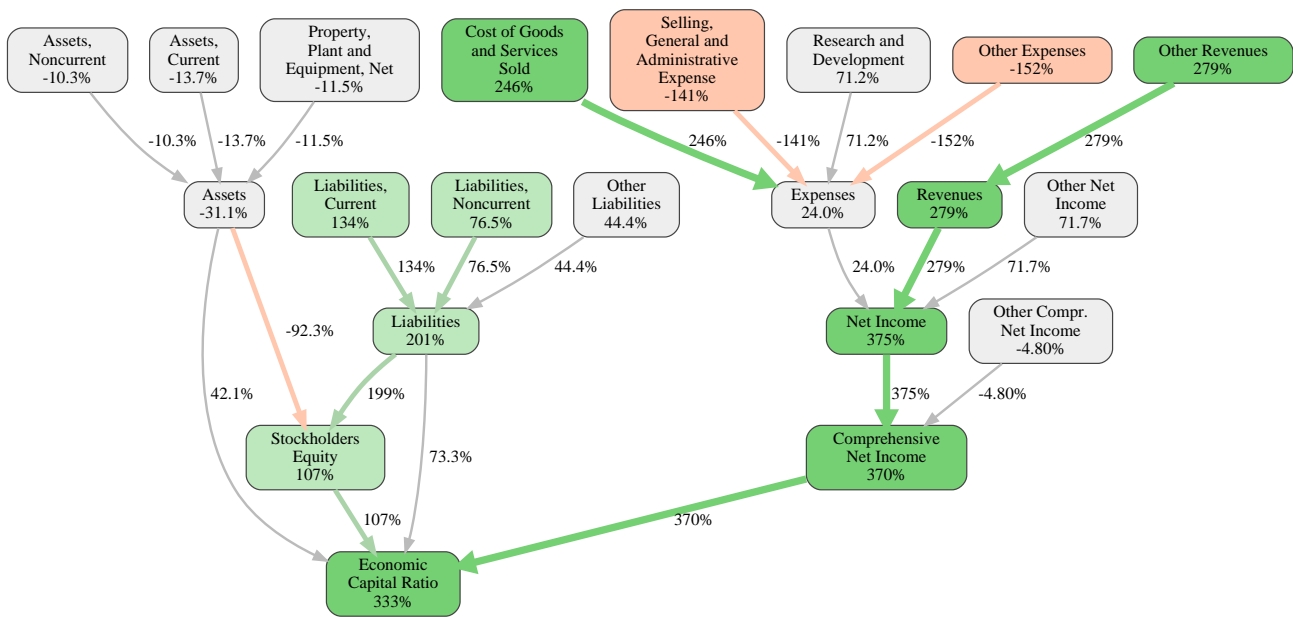 Assets,
Noncurrent
-10.3%
Assets,
Current
-13.7%
Property,
Plant and
Equipment, Net
-11.5%
Cost of Goods
and Services
Sold
246%
Selling,
General and
Administrative
Expense
-141%
Research and
Development
71.2%
Other Expenses
-152%
Other Revenues
279%
-10.3%
-13.7%
-11.5%
246%
-141%
71.2%
-152%
279%
Assets
-31.1%
Liabilities,
Current
134%
Liabilities,
Noncurrent
76.5%
Other
Liabilities
44.4%
Expenses
24.0%
Revenues
279%
Other Net
Income
71.7%
134%
76.5%
44.4%
24.0%
279%
71.7%
-92.3%
Liabilities
201%
Net Income
375%
Other Compr.
Net Income
-4.80%
42.1%
199%
375%
-4.80%
Stockholders
Equity
107%
73.3%
Comprehensive
Net Income
370%
107%
370%
Economic
Capital Ratio
333%